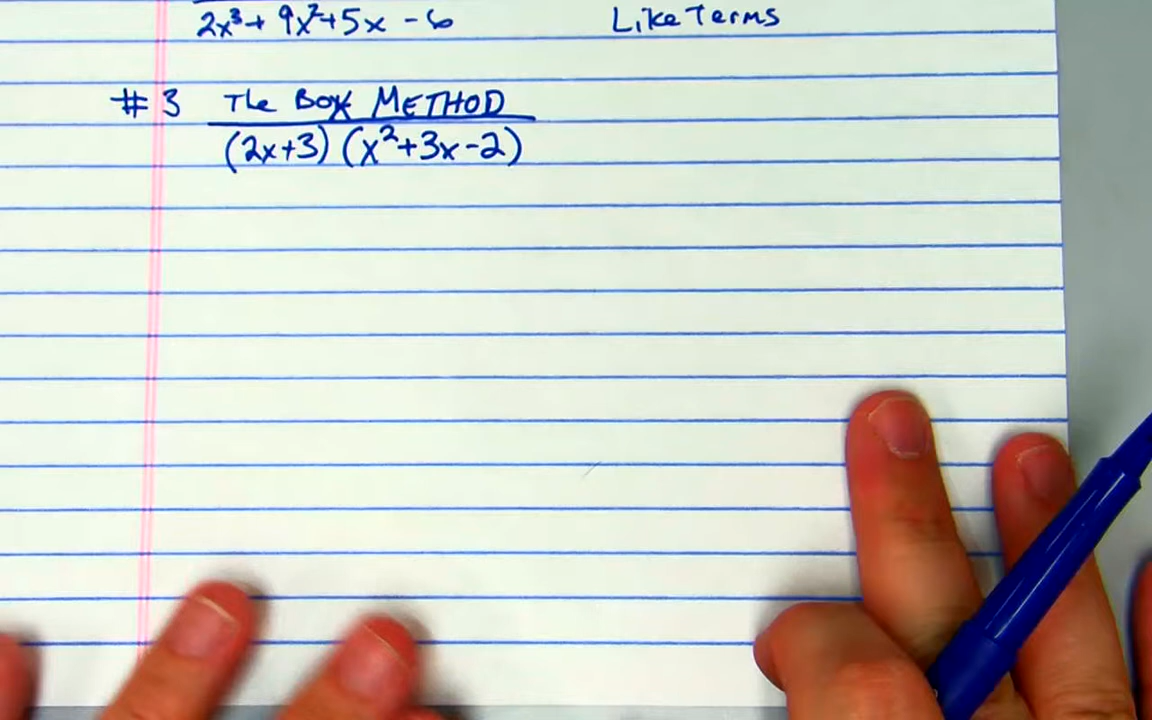 2x³ + 9x² + 5x - 6 Like Terms
# 3 The BOX METHOD
(2x+3) (x²+3x-2)